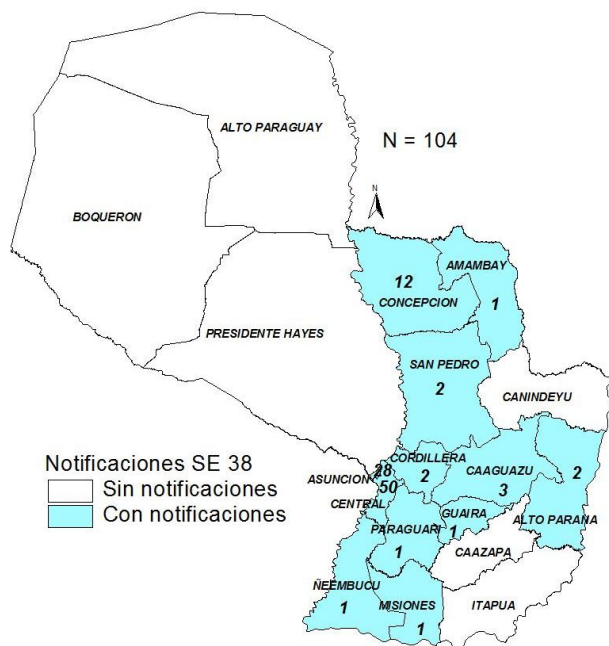 ALTO PARAGUAY
N = 104
N
BOQUERON
AMAMBAY
12
CONCEPCION
1
PRESIDENTE HAYES
SAN PEDRO
2
CANINDEYU
Notificaciones SE 38
Sin notificaciones
Con notificaciones
CORDILLERA
28
2
ASUNCION
50
CENTRAL
CAAGUAZU
3
2
ALTO PARANA
GUAIRA
1
PARAGUARI
1
CAAZAPA
ÑEEMBUCU
1
MISIONES
1
ITAPUA